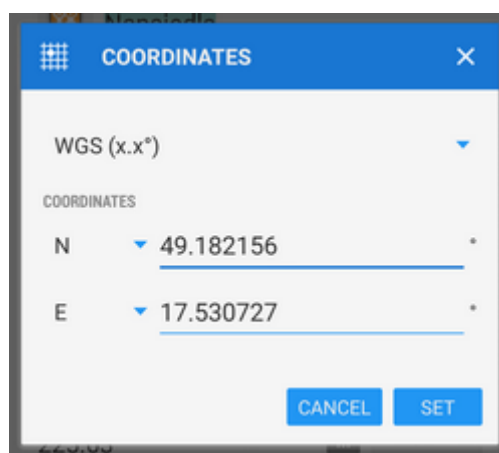 COORDINATES
WGS (x.x°)
COORDINATES
N 49.182156 °
E 17.530727 °
CANCEL SET